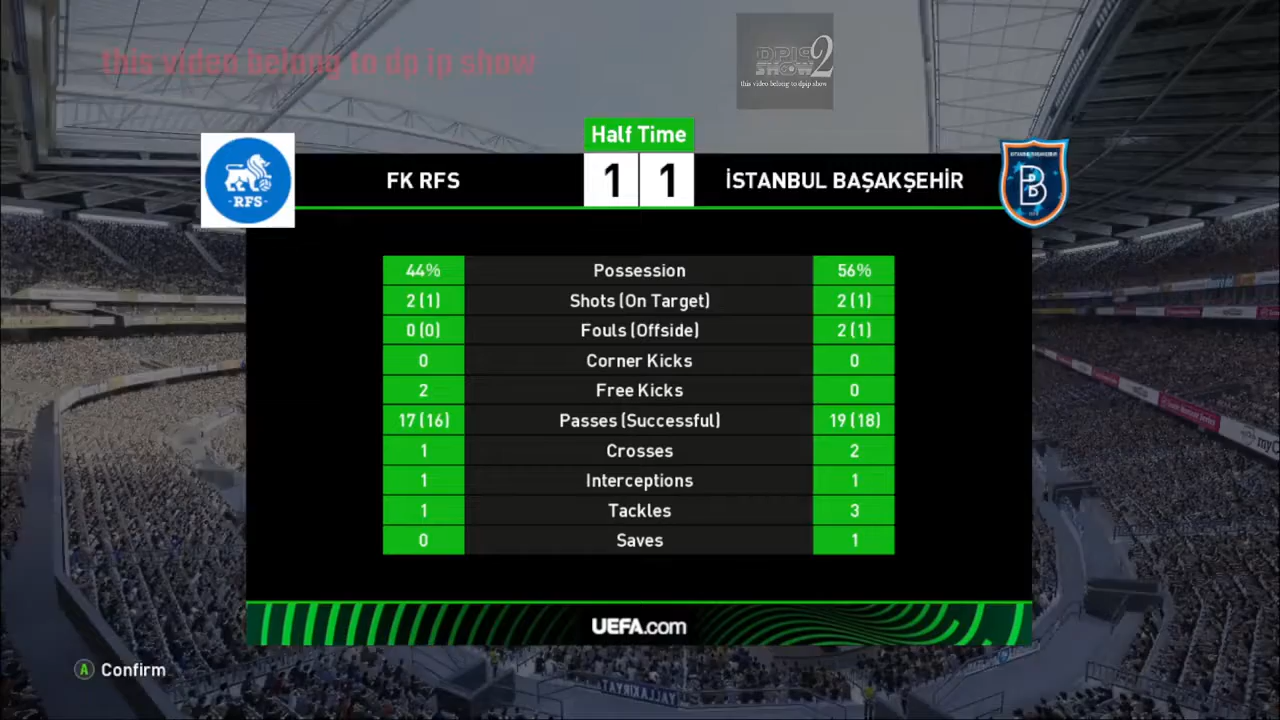 this video belong to dp ip show
DPIP
SHOW 2
this video belong to dpip show
Half Time
-RFS-
FK RFS
1 1
İSTANBUL BAŞAKŞEHİR
B
44% Possession 56%
2 (1) Shots (On Target) 2 (1)
0 (0) Fouls (Offside) 2 (1)
0 Corner Kicks 0
2 Free Kicks 0
17 (16) Passes (Successful) 19 (18)
1 Crosses 2
1 Interceptions 1
1 Tackles 3
0 Saves 1
UEFA.com
A Confirm